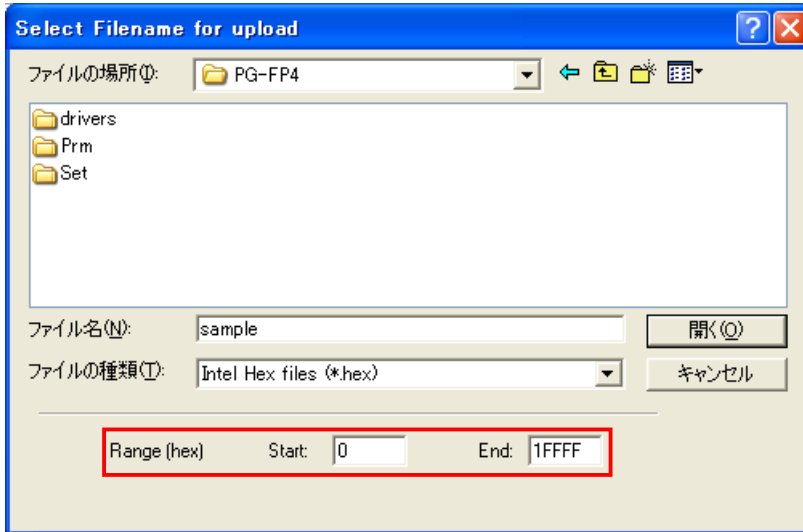 Select Filename for upload
ファイルの場所(I): PG-FP4
drivers
Prm
Set
ファイル名(N): sample 開く(O)
ファイルの種類(T): Intel Hex files (*.hex) キャンセル
Range (hex) Start: 0 End: 1FFFF